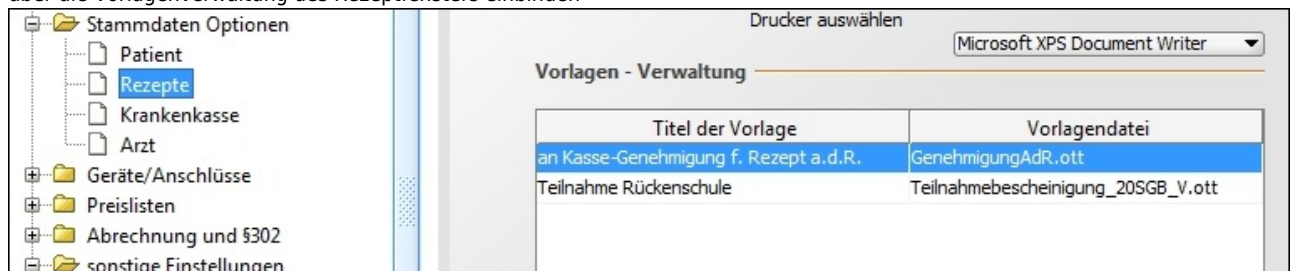 über die Vorlagenverwaltung des Rezeptfensters einbinden
Stammdaten Optionen
Patient
Rezepte
Krankenkasse
Arzt
Geräte/Anschlüsse
Preislisten
Abrechnung und §302
sonstige Einstellungen
Drucker auswählen
Microsoft XPS Document Writer
Vorlagen - Verwaltung
Titel der Vorlage Vorlagendatei
an Kasse-Genehmigung f. Rezept a.d.R. GenehmigungAdR.ott
Teilnahme Rückenschule Teilnahmebescheinigung_20SGB_V.ott